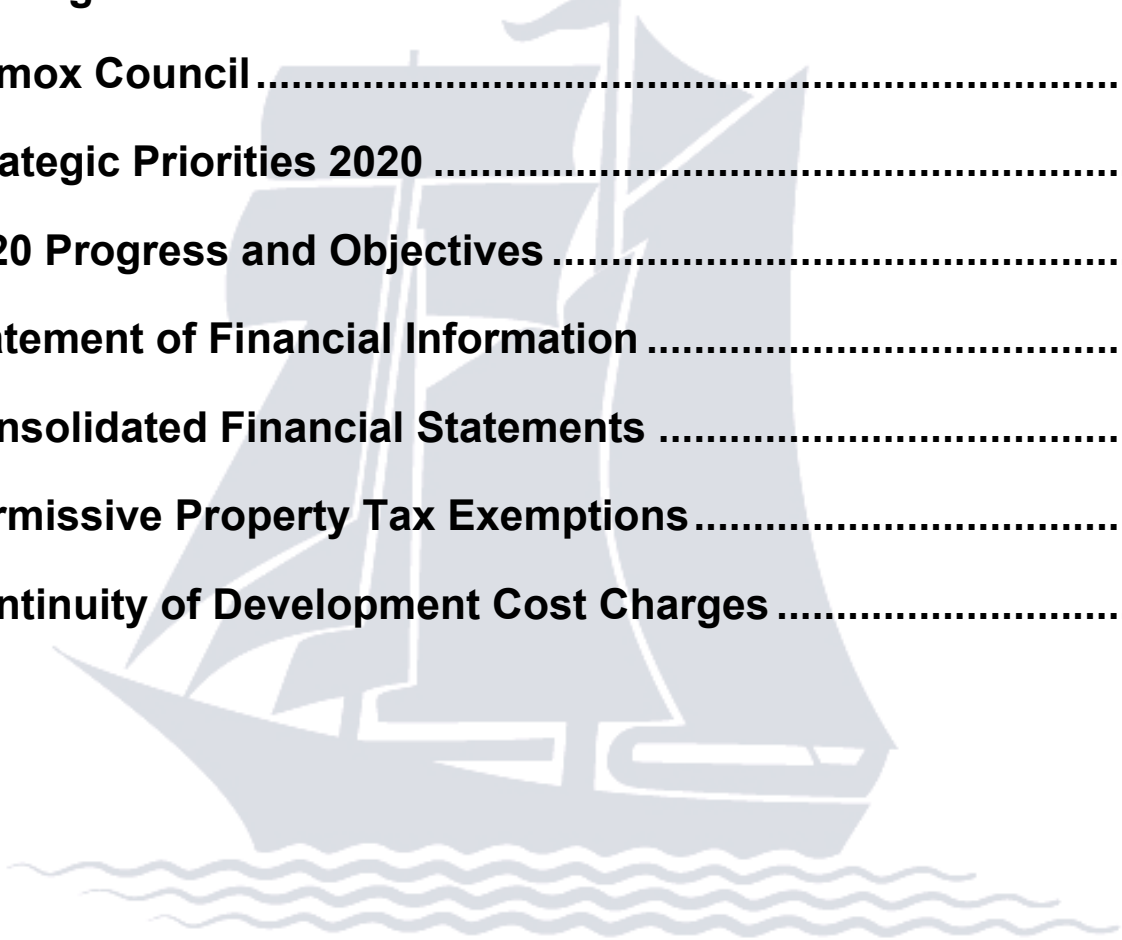 mox Council........................................................................
ategic Priorities 2020 ..........................................................
20 Progress and Objectives................................................
atement of Financial Information........................................
nsolidated Financial Statements .......................................
rmissive Property Tax Exemptions....................................
ntinuity of Development Cost Charges.............................